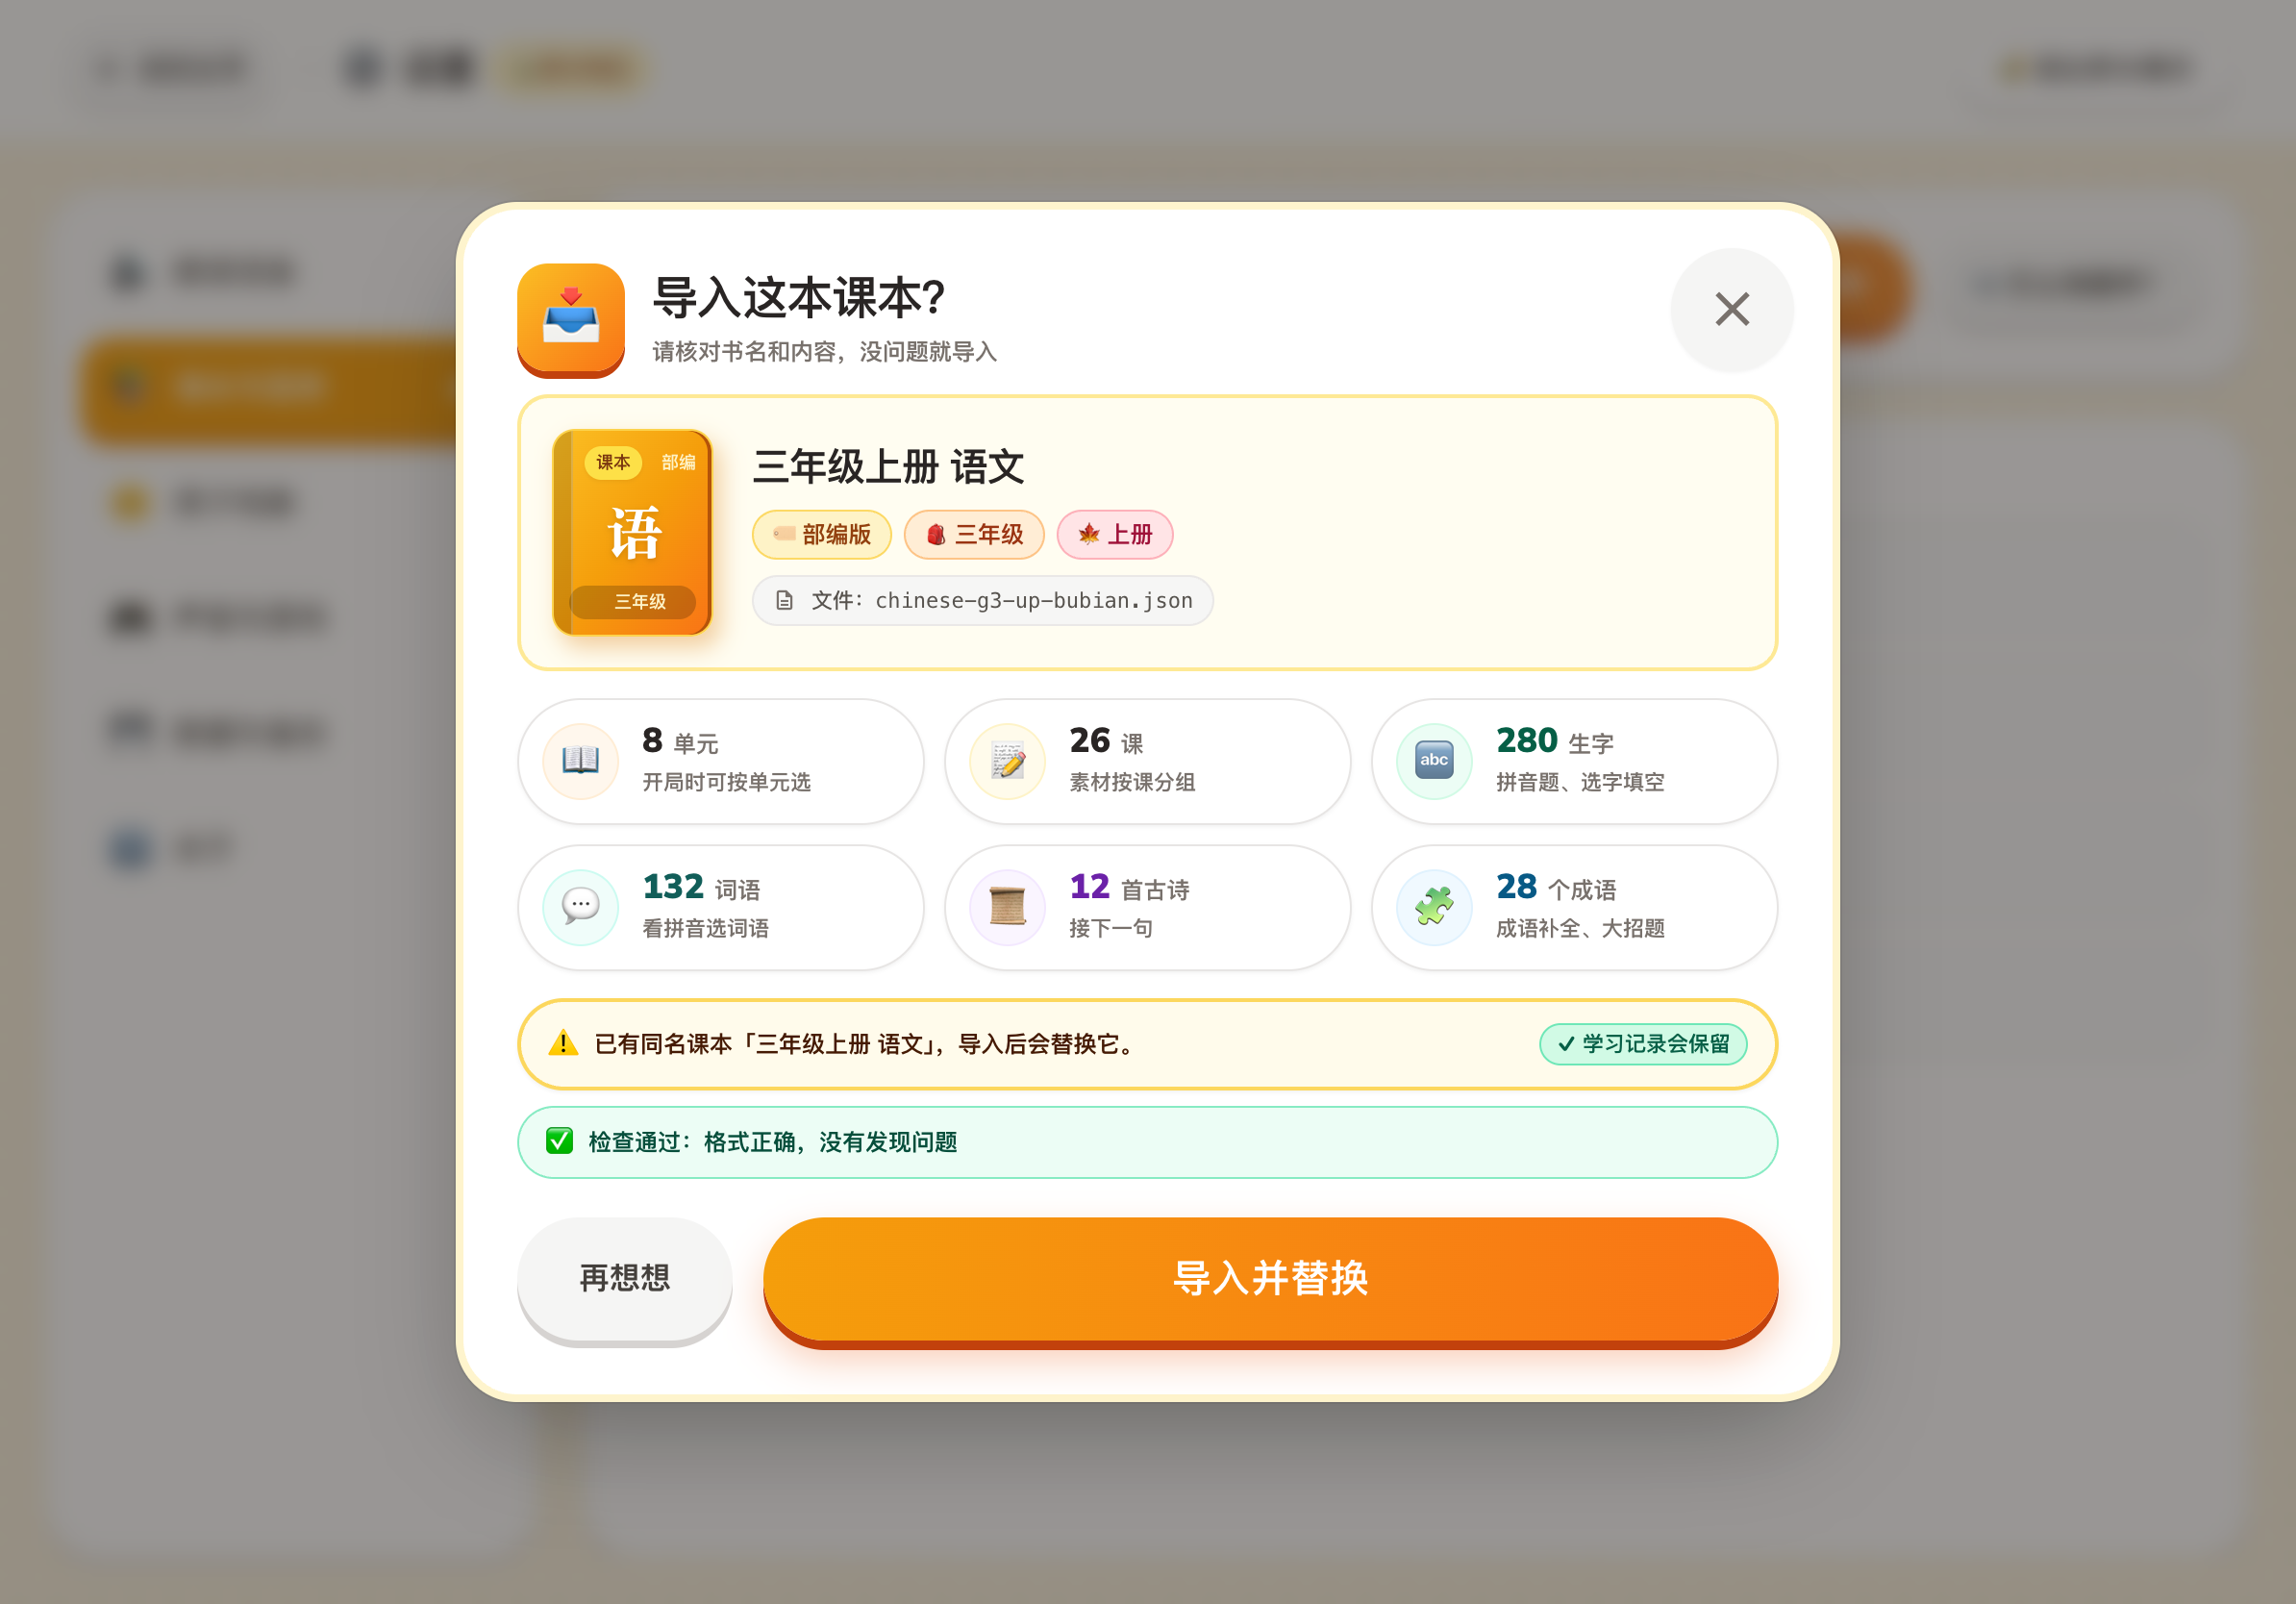 导入这本课本?
请核对书名和内容，没问题就导入
课本 部编
语
三年级
三年级上册 语文
部编版 三年级 上册
文件：chinese-g3-up-bubian.json
8 单元
开局时可按单元选
26 课
素材按课分组
280 生字
拼音题、选字填空
132 词语
看拼音选词语
12 首古诗
接下一句
28 个成语
成语补全、大招题
已有同名课本「三年级上册 语文」，导入后会替换它。
✓ 学习记录会保留
检查通过：格式正确，没有发现问题
再想想
导入并替换